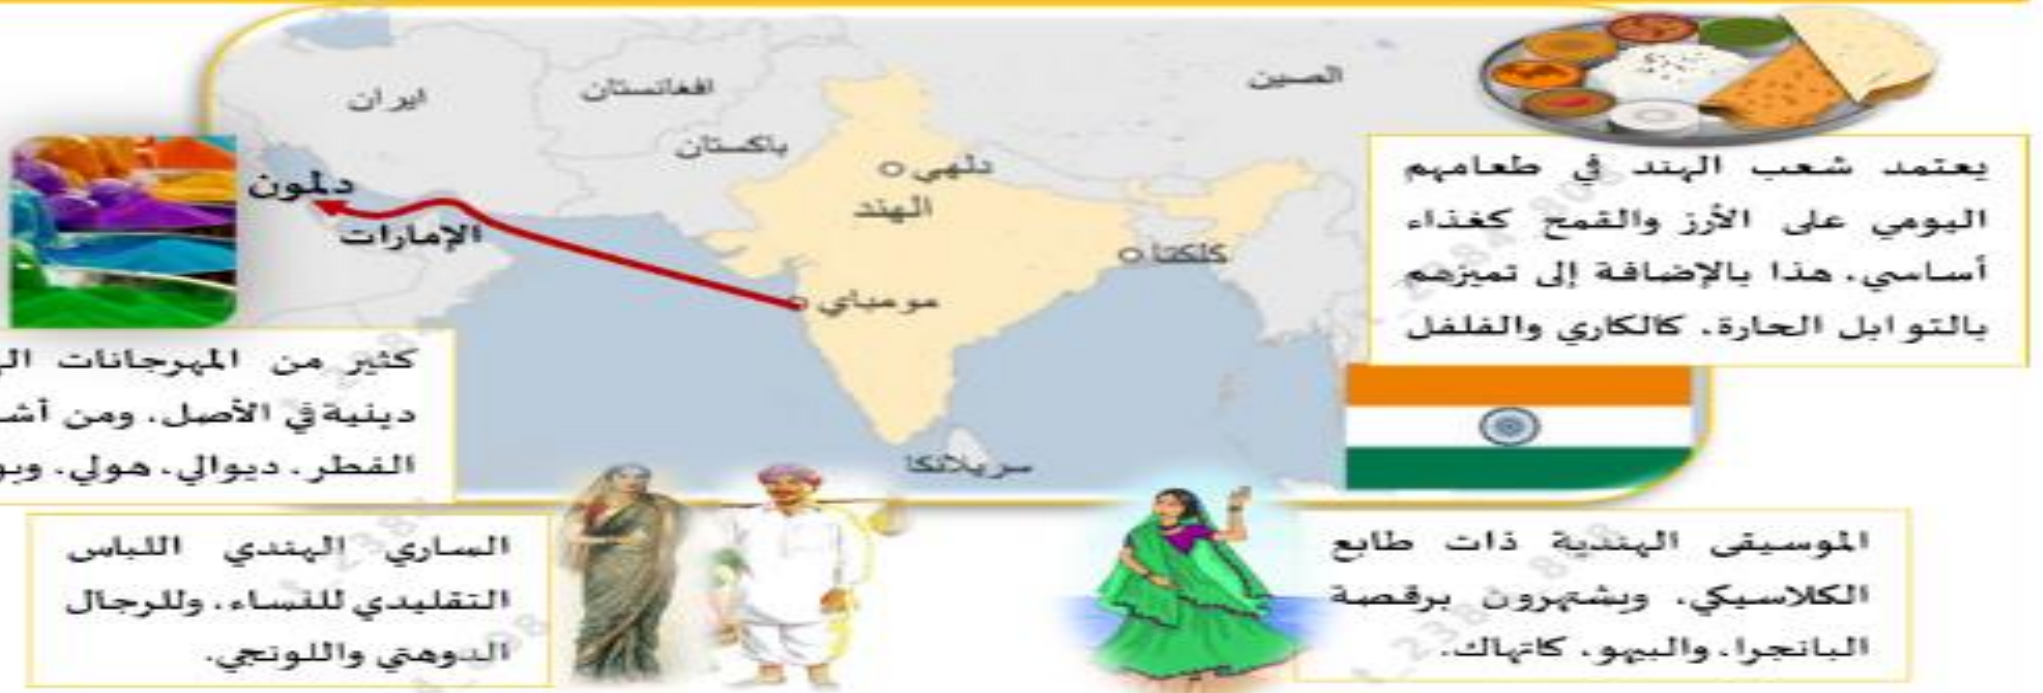 الصين
افغانستان
ايران
باكستان
دلهي
دلمون
الهند
الإمارات
كلكتا
مومباي
سريلانكا
يعتمد شعب الهند في طعامهم
اليومي على الأرز والقمح كغذاء
أساسي. هذا بالإضافة إلى تميزهم
بالتوابل الحارة. كالكاري والفلفل
كثير من المهرجانات
دينية في الأصل. ومن
الفطر. ديوالي. هولي.
الموسيقى الهندية ذات طابع
الكلاسيكي. ويشتهرون برقصة
البانجرا. والبيهو. كاتهاك.
الساري الهندي اللباس
التقليدي للنساء. وللرجال
الدوهتي واللونجي.